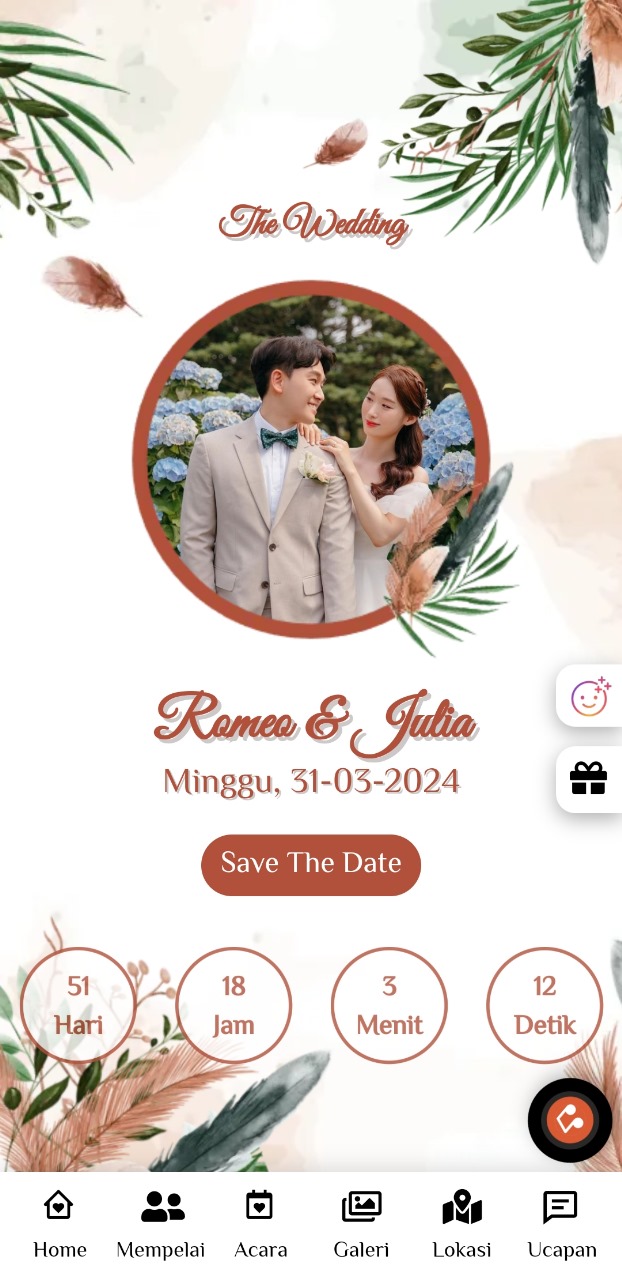 The Wedding
Romeo & Julia
Minggu, 31-03-2024
Save The Date
51 18 3 12
Hari Jam Menit Detik
Home Mempelai Acara Galeri Lokasi Ucapan